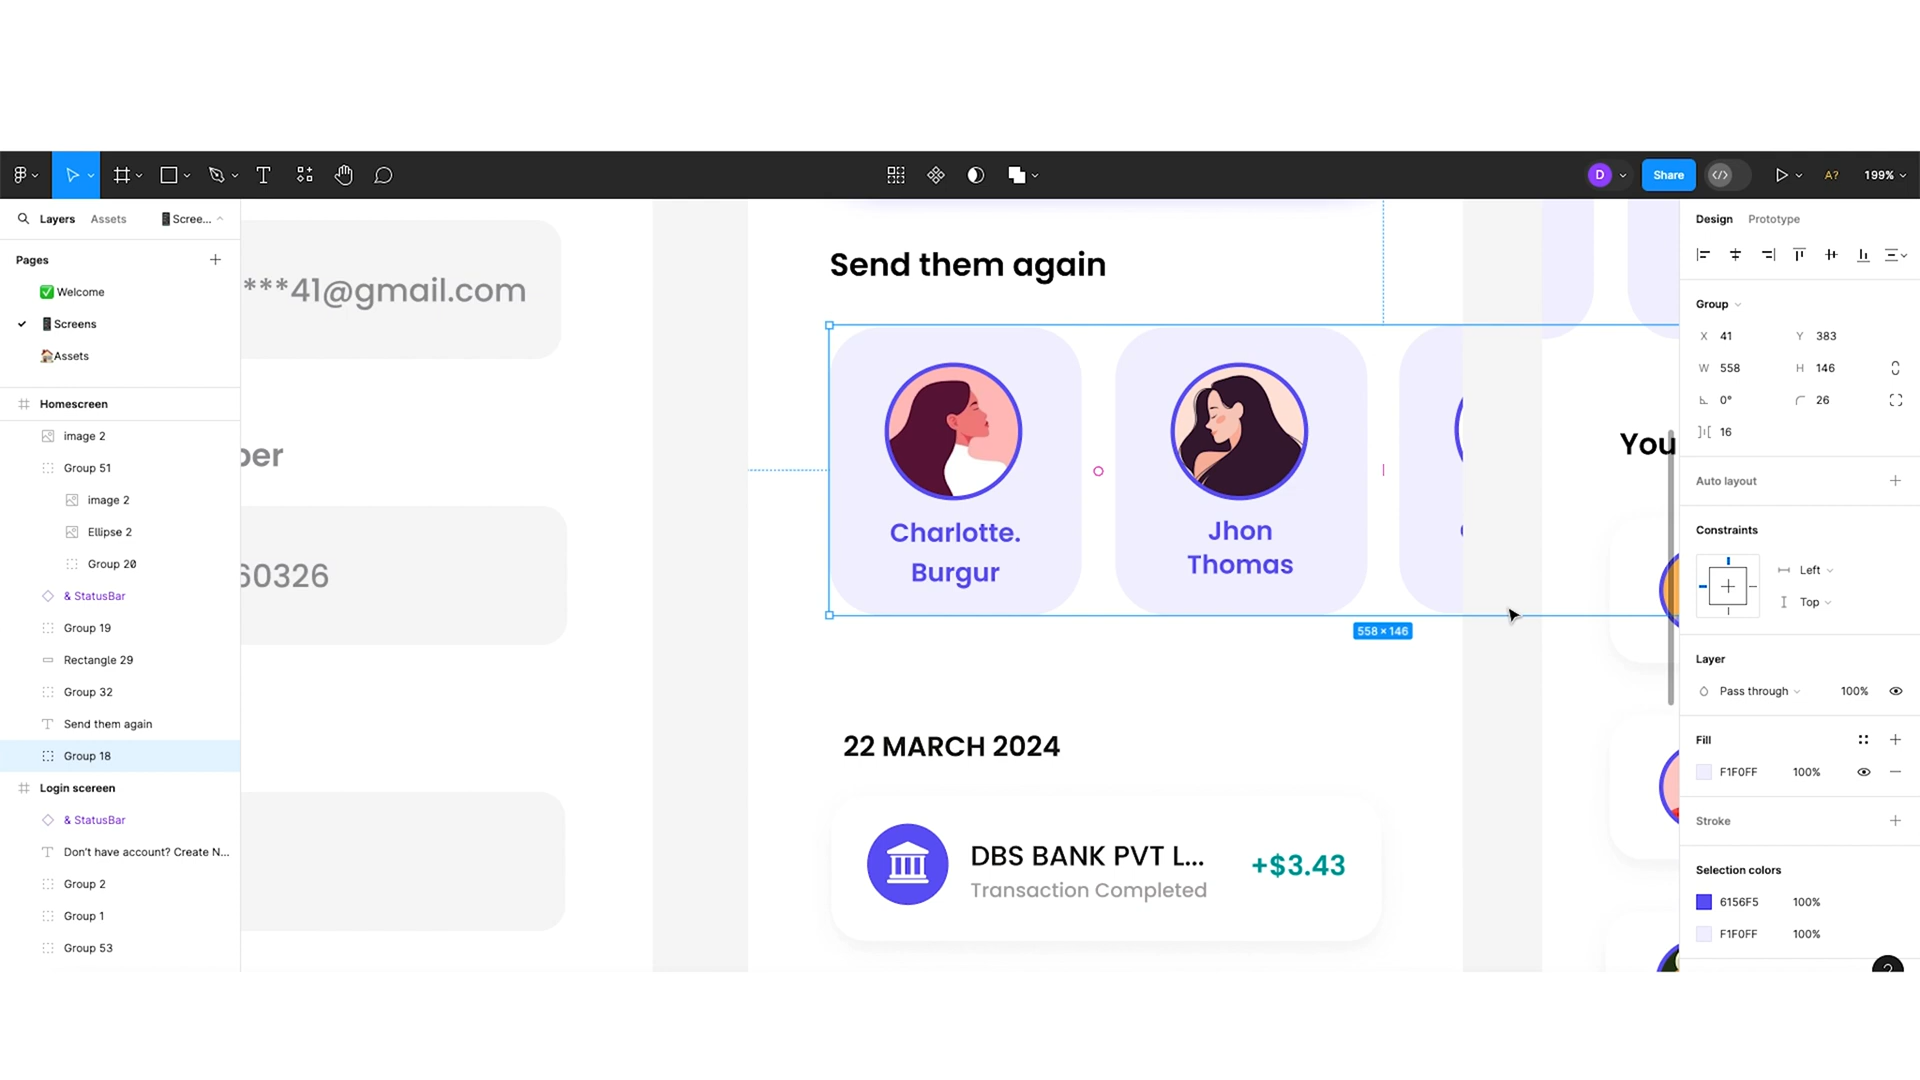 D
Share
A?
199%
Layers
Assets
Scree...
Pages
Welcome
Screens
Assets
Homescreen
image 2
Group 51
image 2
Ellipse 2
Group 20
& StatusBar
Group 19
Rectangle 29
Group 32
Send them again
Group 18
Login scereen
& StatusBar
Don't have account? Create N...
Group 2
Group 1
Group 53
***41@gmail.com
ber
60326
Send them again
Charlotte.
Burgur
Jhon
Thomas
558 × 146
22 MARCH 2024
DBS BANK PVT L...
Transaction Completed
+$3.43
You
Design
Prototype
Group
X 41
Y 383
W 558
H 146
0°
26
16
Auto layout
Constraints
Left
Top
Layer
Pass through
100%
Fill
F1F0FF
100%
Stroke
Selection colors
6156F5
100%
F1F0FF
100%